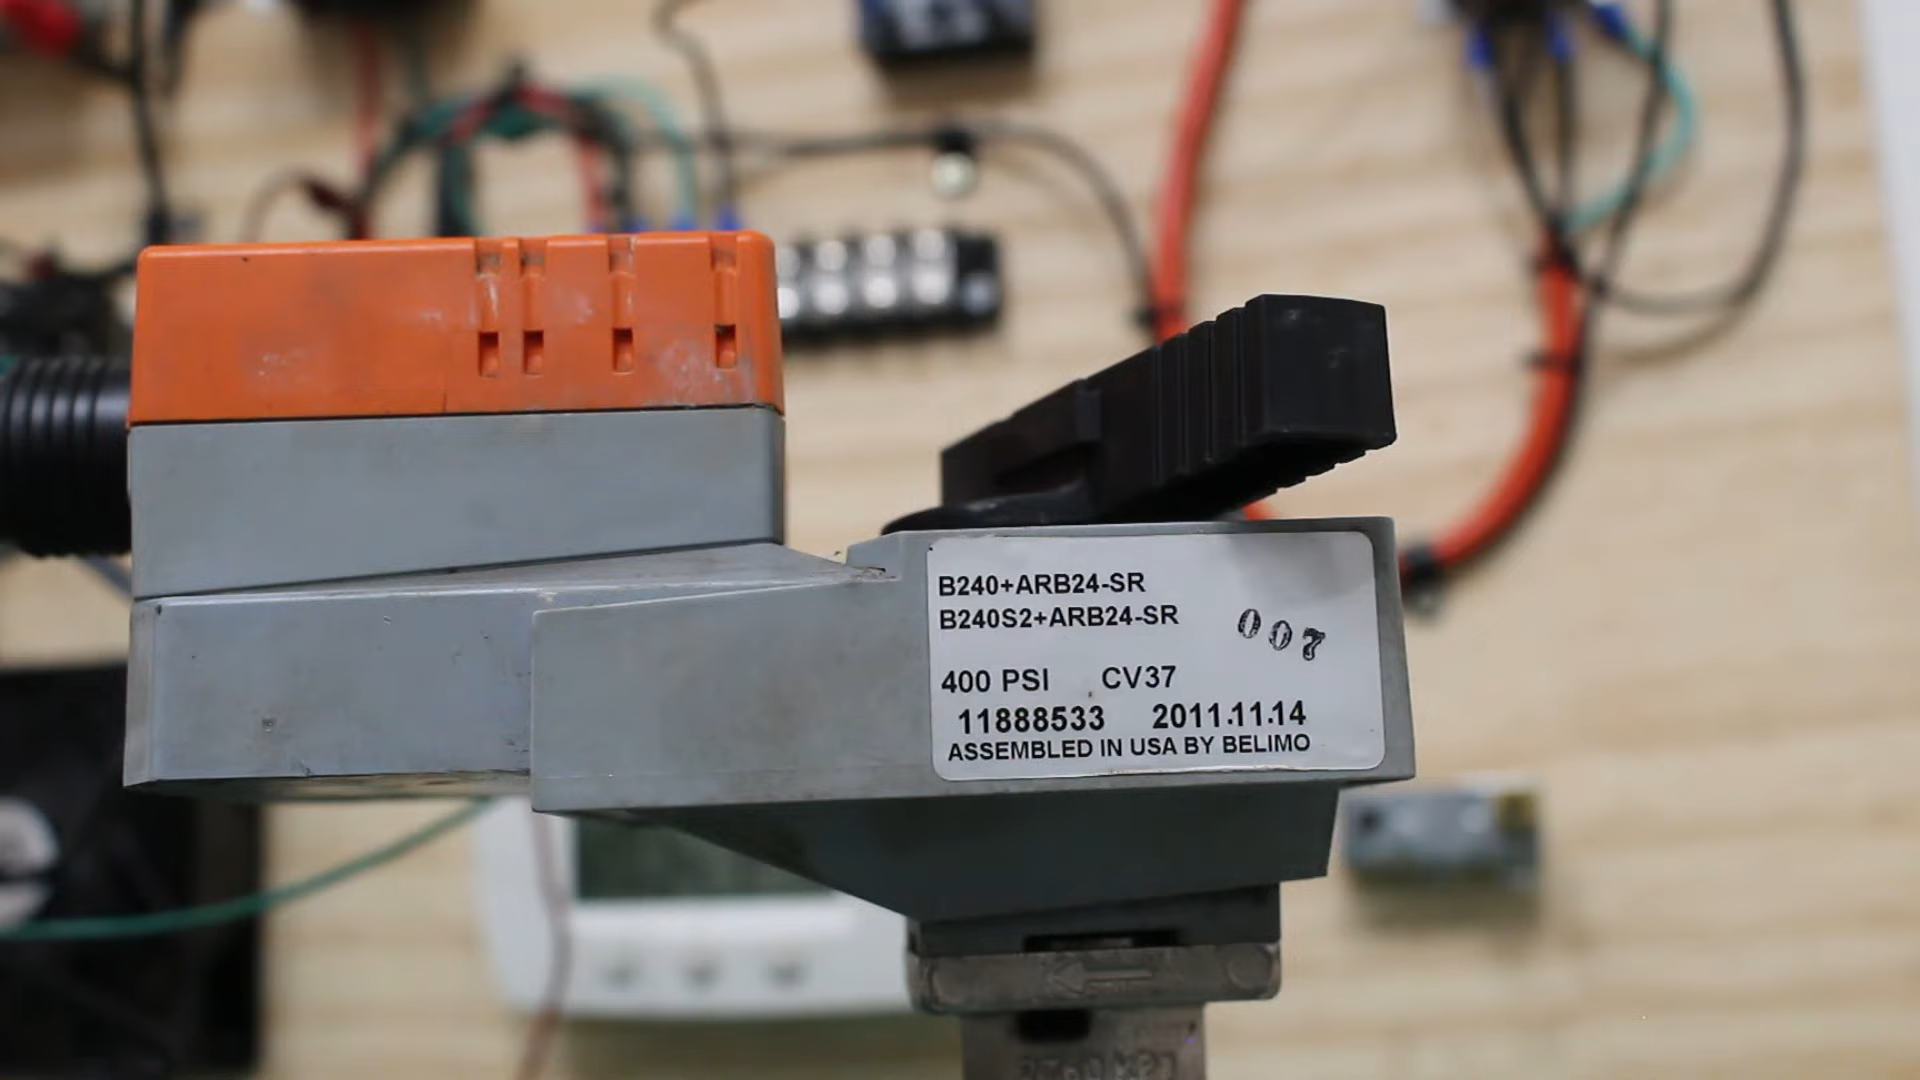 B240+ARB24-SR
B240S2+ARB24-SR
007
400 PSI CV37
11888533 2011.11.14
ASSEMBLED IN USA BY BELIMO